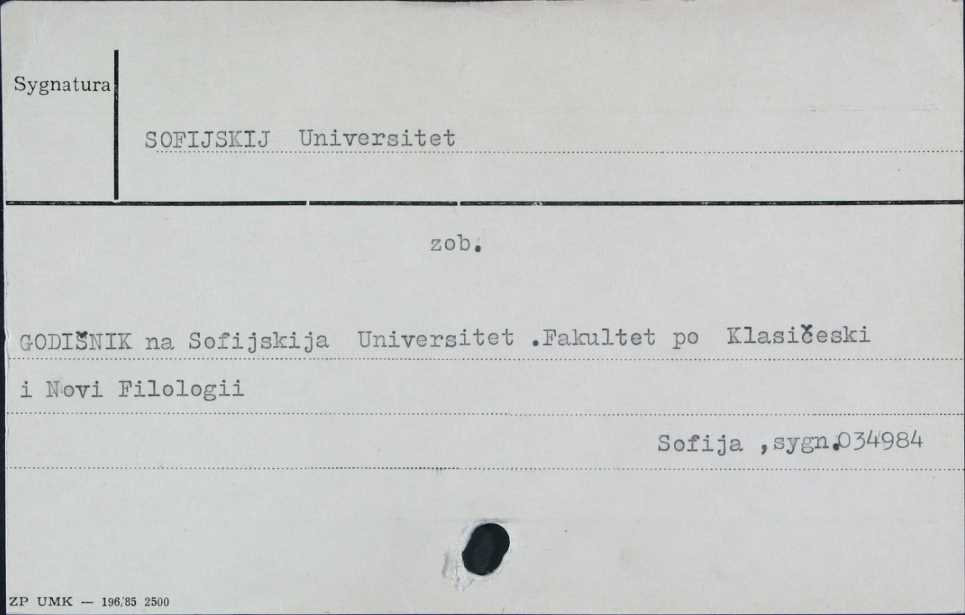 Sygnatura
SOFIJSKIJ Universitet
zob.
GODIŠNIK na Sofijskija Universitet .Fakultet po Klasičeski
i Novi Filologii
Sofija ,sygn.034984
ZP UMK — 196/85 2500